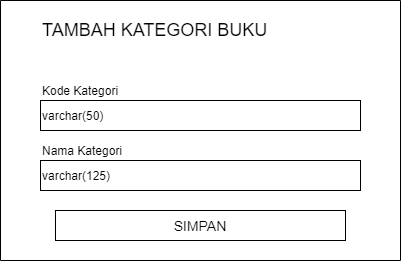 TAMBAH KATEGORI BUKU
Kode Kategori
varchar(50)
Nama Kategori
varchar(125)
SIMPAN